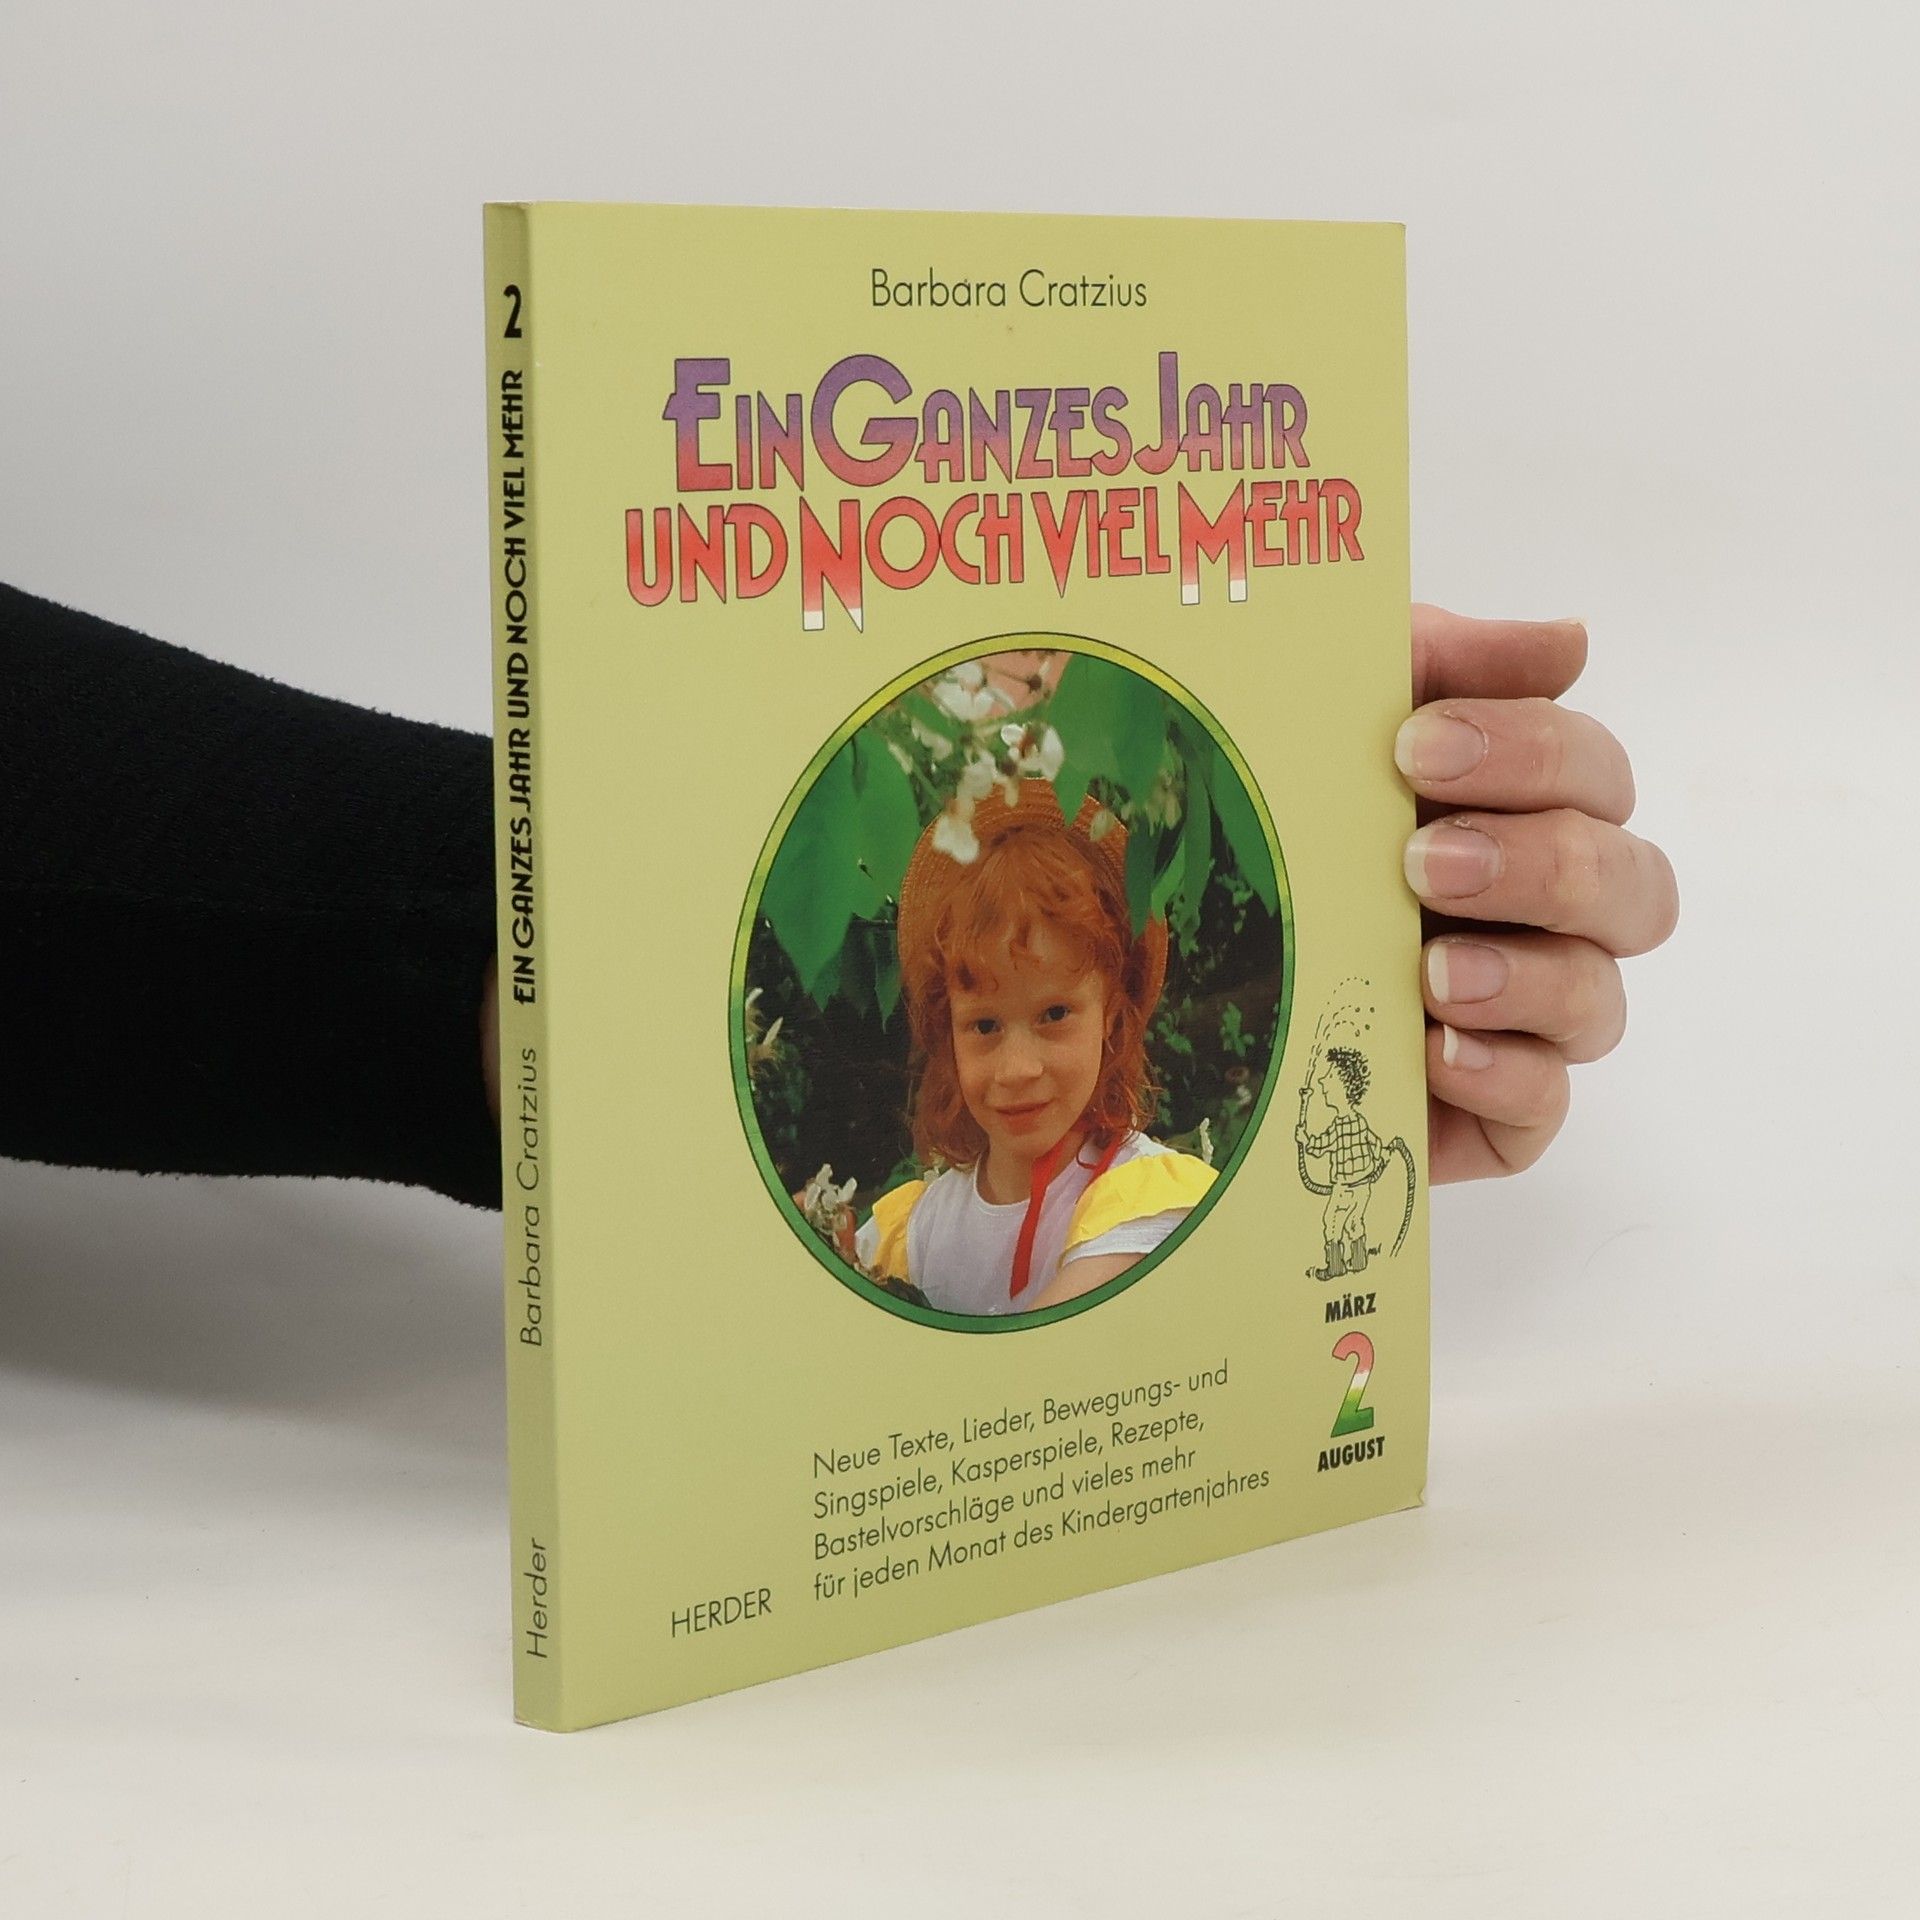 Barbara Cratzius
EIN GANZES JAHR
UND NOCH VIEL MEHR
MÄRZ
2
AUGUST
Neue Texte, Lieder, Bewegungs- und
Singspiele, Kasperspiele, Rezepte,
Bastelvorschläge und vieles mehr
für jeden Monat des Kindergartenjahres
HERDER
Herder Barbara Cratzius EIN GANZES JAHR UND NOCH VIEL MEHR 2